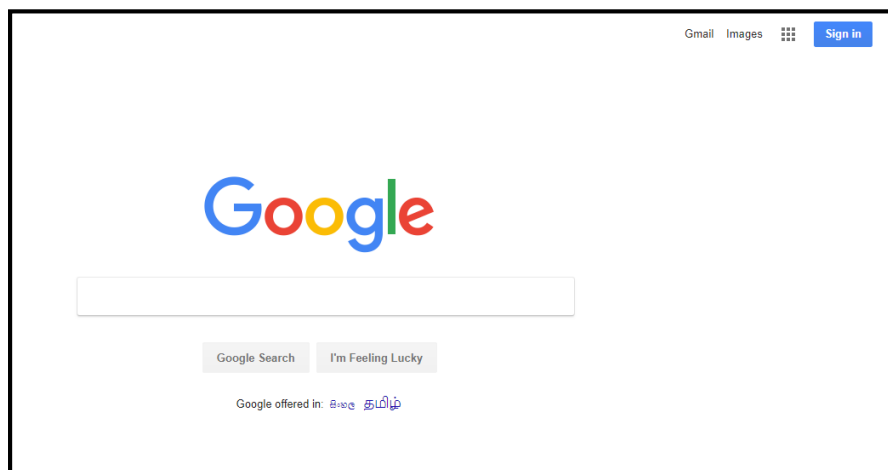 Gmail Images Sign in
Google
Google Search I'm Feeling Lucky
Google offered in: සිංහල தமிழ்